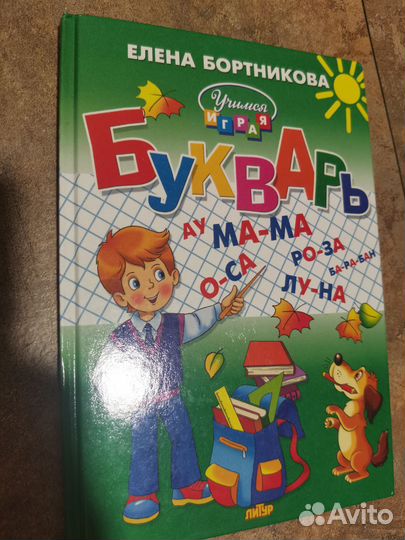 ЕЛЕНА БОРТНИКОВА
Учимся
ИГРАЯ
БУКВАРЬ
АУ МА-МА
О-СА РО-ЗА
БА-РА-БАН
ЛУ-НА
ЛИТУР
Avito